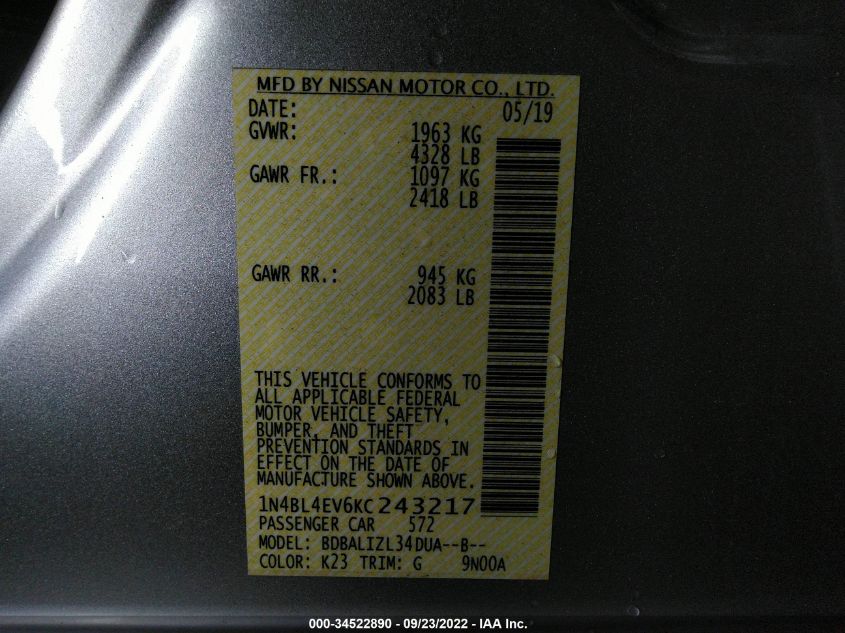 MFD BY NISSAN MOTOR CO., LTD.
DATE: 05/19
GVWR: 1963 KG
4328 LB
GAWR FR.: 1097 KG
2418 LB
GAWR RR.: 945 KG
2083 LB
THIS VEHICLE CONFORMS TO
ALL APPLICABLE FEDERAL
MOTOR VEHICLE SAFETY,
BUMPER, AND THEFT
PREVENTION STANDARDS IN
EFFECT ON THE DATE OF
MANUFACTURE SHOWN ABOVE.
1N4BL4EV6KC243217
PASSENGER CAR 572
MODEL: BDBALIZL34DUA--B--
COLOR: K23 TRIM: G 9N00A
000-34522890 - 09/23/2022 - IAA Inc.